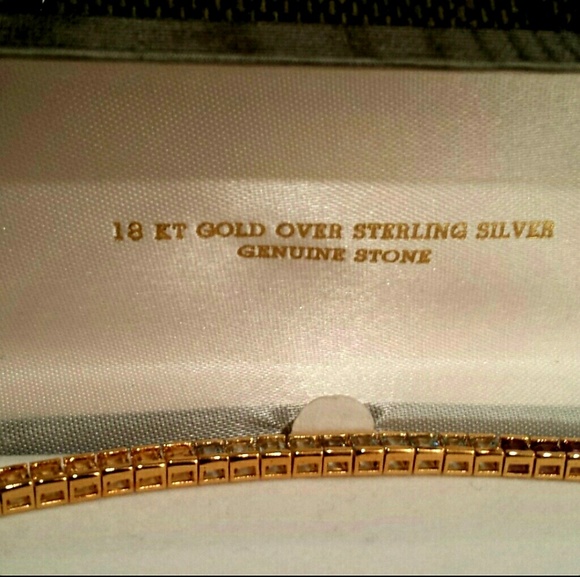 18 KT GOLD OVER STERLING SILVER
GENUINE STONE